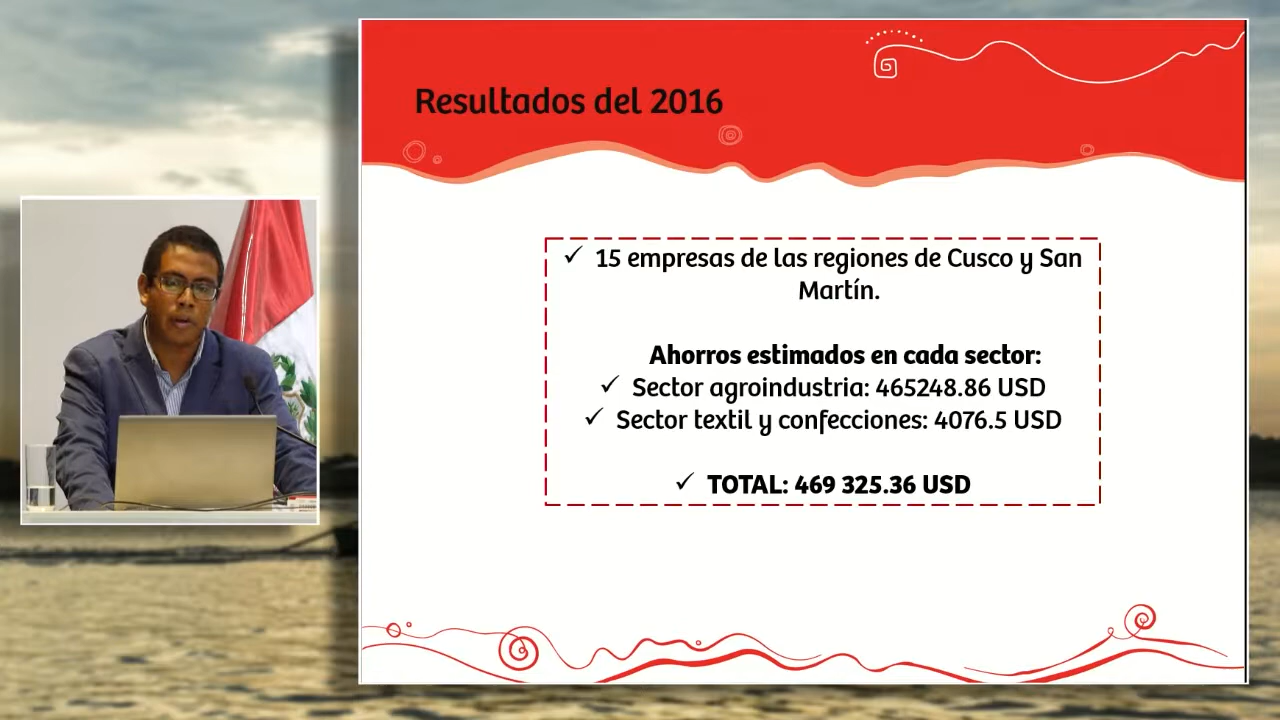 Resultados del 2016
✓ 15 empresas de las regiones de Cusco y San
Martín.
Ahorros estimados en cada sector:
✓ Sector agroindustria: 465248.86 USD
✓ Sector textil y confecciones: 4076.5 USD
✓ TOTAL: 469 325.36 USD